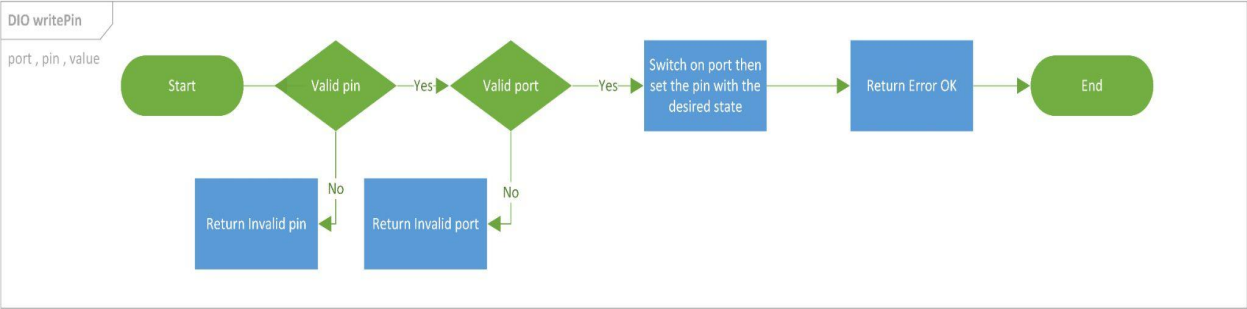 DIO writePin
port , pin , value
Start
Valid pin
Yes
Valid port
Yes
Switch on port then
set the pin with the
desired state
Return Error OK
End
No
Return Invalid pin
No
Return Invalid port